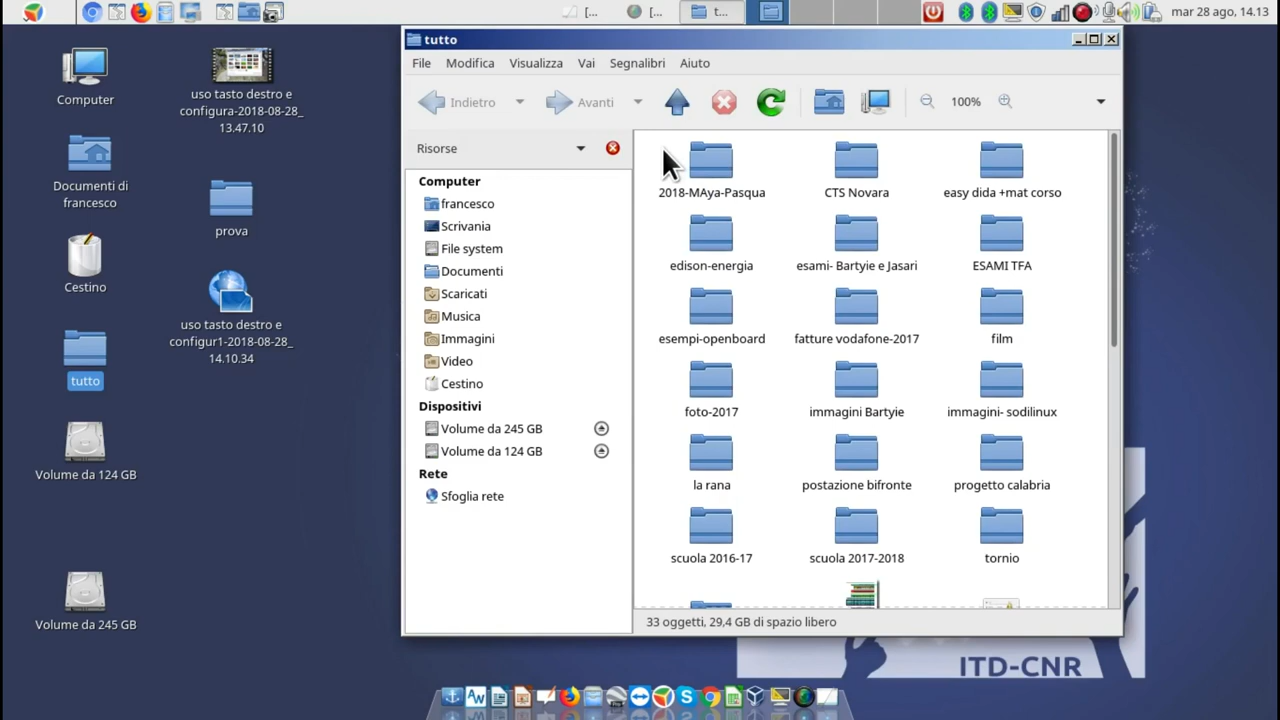 [...
[...
t...
mar 28 ago, 14.13
Computer
uso tasto destro e
configura-2018-08-28_
13.47.10
Documenti di
francesco
prova
Cestino
uso tasto destro e
configur1-2018-08-28_
14.10.34
tutto
Volume da 124 GB
Volume da 245 GB
tutto
File
Modifica
Visualizza
Vai
Segnalibri
Aiuto
Indietro
Avanti
100%
Risorse
Computer
francesco
Scrivania
File system
Documenti
Scaricati
Musica
Immagini
Video
Cestino
Dispositivi
Volume da 245 GB
Volume da 124 GB
Rete
Sfoglia rete
2018-MAya-Pasqua
CTS Novara
easy dida +mat corso
edison-energia
esami- Bartyie e Jasari
ESAMI TFA
esempi-openboard
fatture vodafone-2017
film
foto-2017
immagini Bartyie
immagini- sodilinux
la rana
postazione bifronte
progetto calabria
scuola 2016-17
scuola 2017-2018
tornio
33 oggetti, 29,4 GB di spazio libero
ITD-CNR